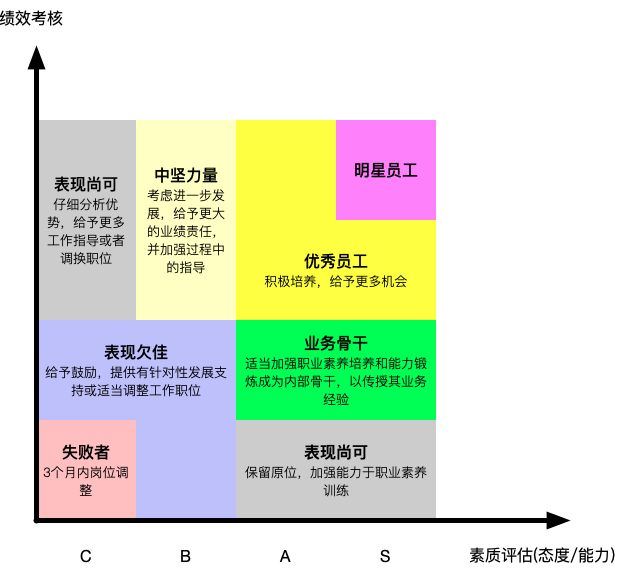 绩效考核
表现尚可
仔细分析优
势，给予更多
工作指导或者
调换职位
中坚力量
考虑进一步发
展，给予更大
的业绩责任，
并加强过程中
的指导
明星员工
优秀员工
积极培养，给予更多机会
表现欠佳
给予鼓励，提供有针对性发展支
持或适当调整工作职位
业务骨干
适当加强职业素养培养和能力锻
炼成为内部骨干，以传授其业务
经验
失败者
3个月内岗位调
整
表现尚可
保留原位，加强能力于职业素养
训练
C
B
A
S
素质评估(态度/能力)